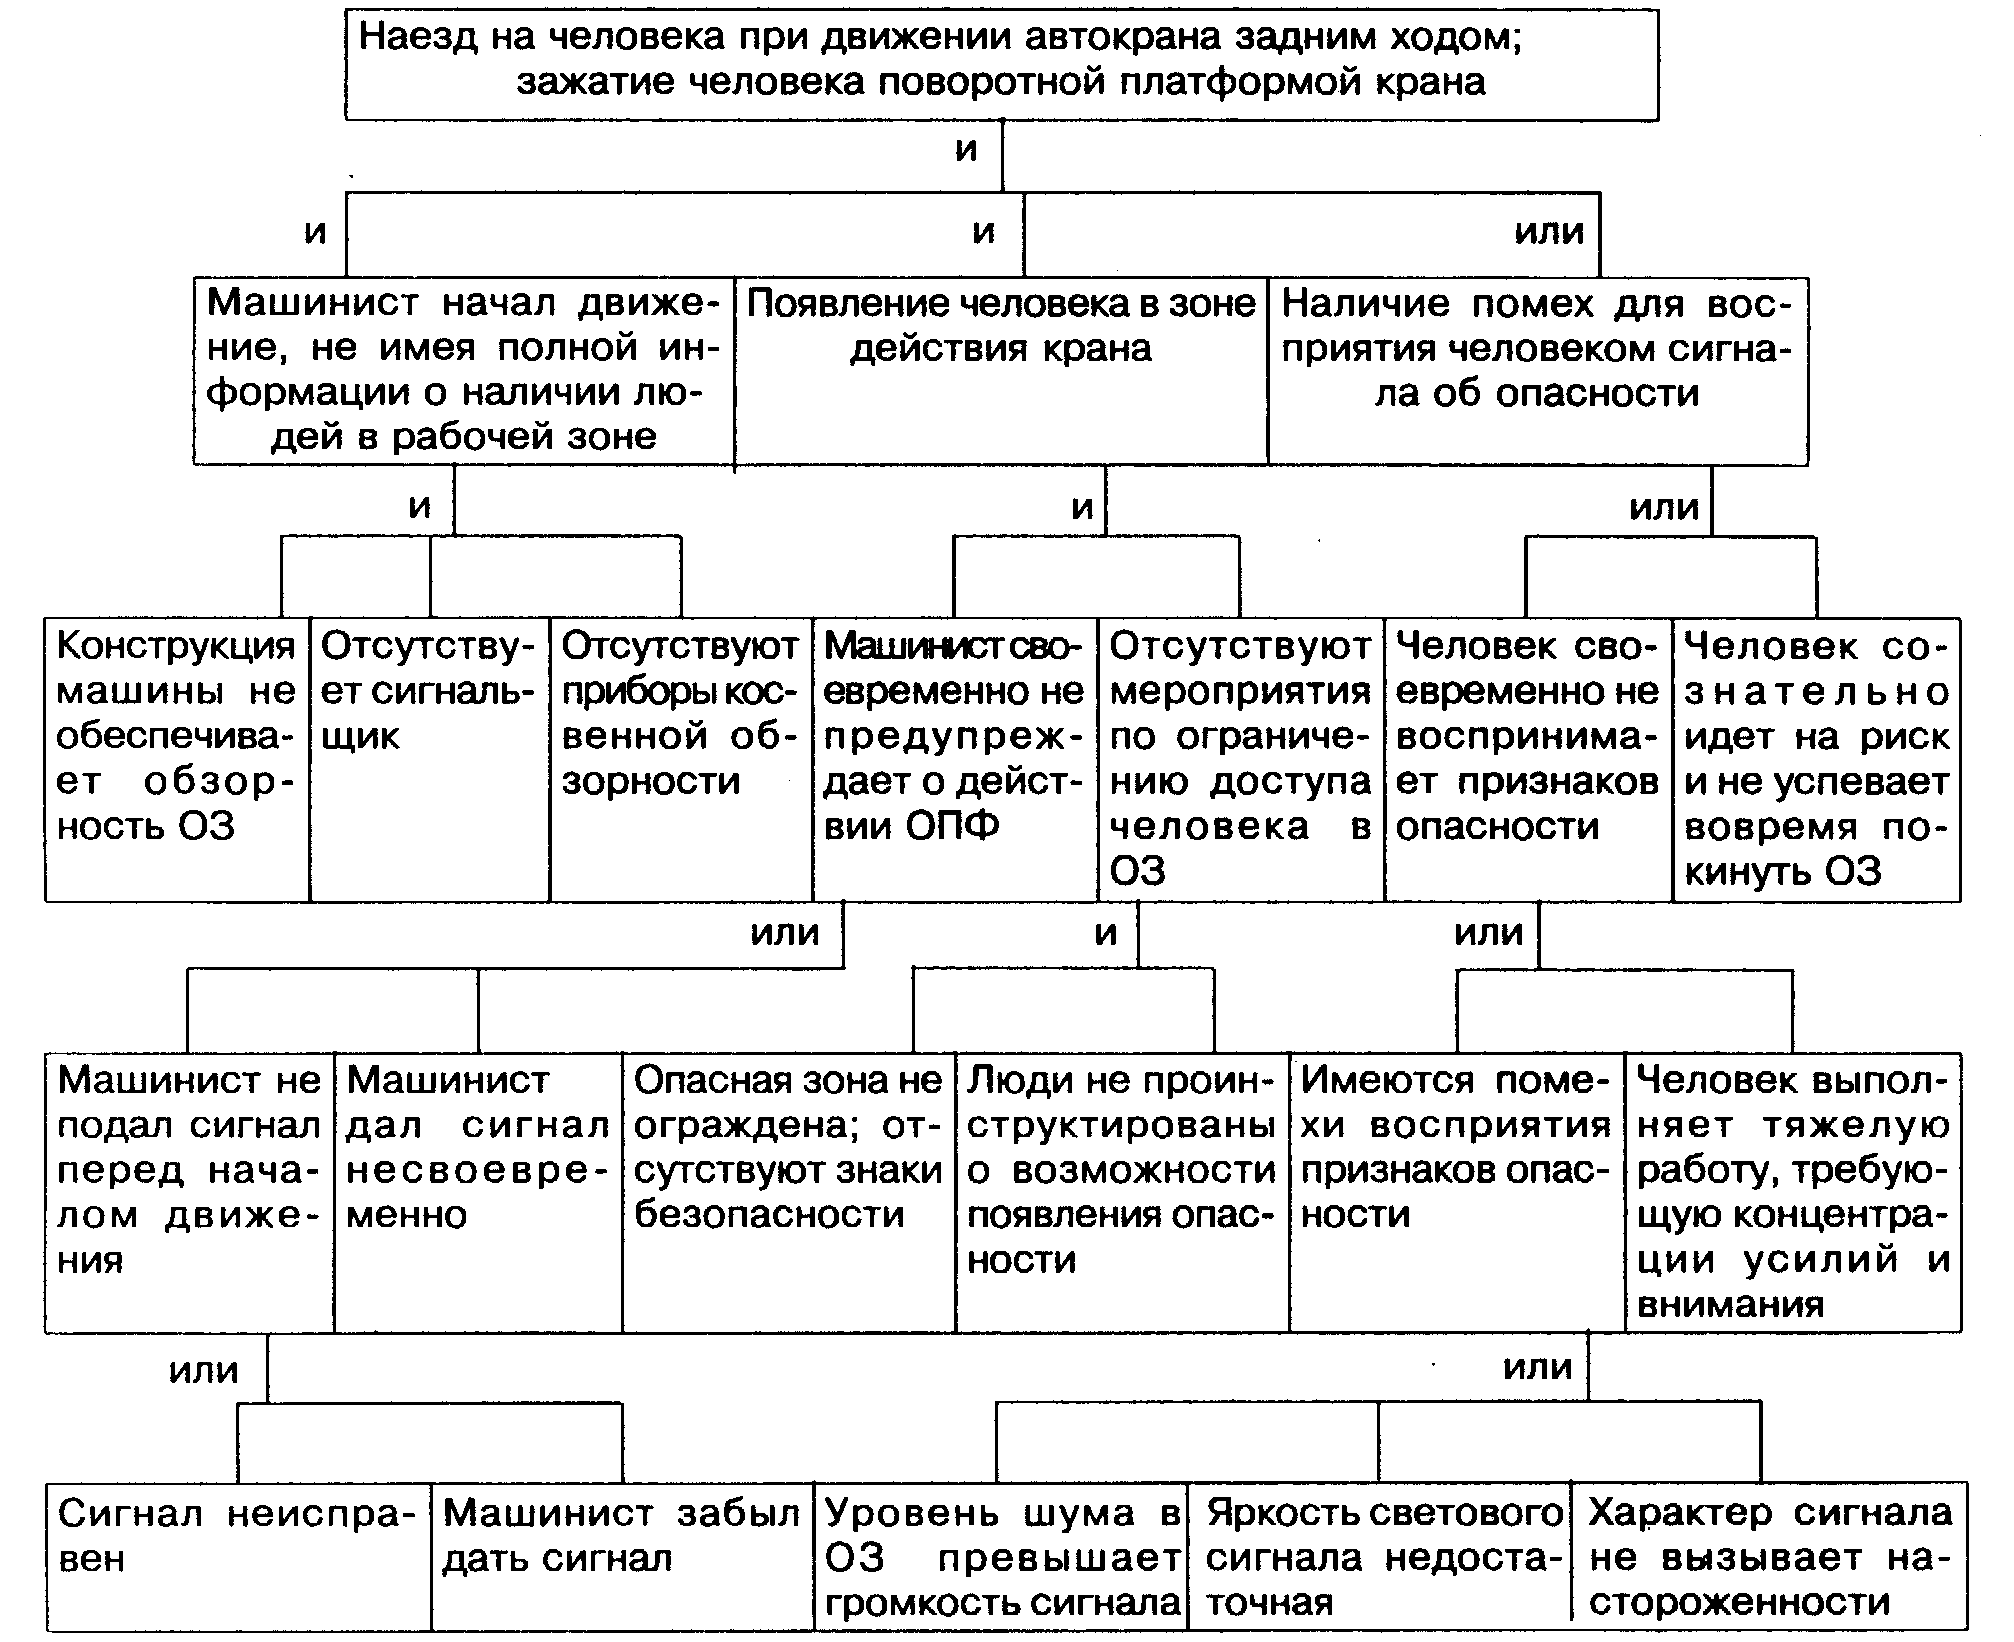 Наезд на человека при движении автокрана задним ходом;
зажатие человека поворотной платформой крана
и
и
и
или
Машинист начал движе-
ние, не имея полной ин-
формации о наличии лю-
дей в рабочей зоне
Появление человека в зоне
действия крана
Наличие помех для вос-
приятия человеком сигна-
ла об опасности
и
и
или
Конструкция
машины не
обеспечива-
ет обзор-
ность ОЗ
Отсутству-
ет сигналь-
щик
Отсутствуют
приборы кос-
венной об-
зорности
Машинист сво-
евременно не
предупреж-
дает о дейст-
вии ОПФ
Отсутствуют
мероприятия
по ограниче-
нию доступа
человека в
ОЗ
Человек сво-
евременно не
воспринима-
ет признаков
опасности
Человек со-
знательно
идет на риск
и не успевает
вовремя по-
кинуть ОЗ
или
и
или
Машинист не
подал сигнал
перед нача-
лом движе-
ния
Машинист
дал сигнал
несвоевре-
менно
Опасная зона не
ограждена; от-
сутствуют знаки
безопасности
Люди не проин-
структированы
о возможности
появления опас-
ности
Имеются поме-
хи восприятия
признаков опас-
ности
Человек выпол-
няет тяжелую
работу, требую-
щую концентра-
ции усилий и
внимания
или
или
Сигнал неиспра-
вен
Машинист забыл
дать сигнал
Уровень шума в
ОЗ превышает
громкость сигнала
Яркость светового
сигнала недоста-
точная
Характер сигнала
не вызывает на-
стороженности